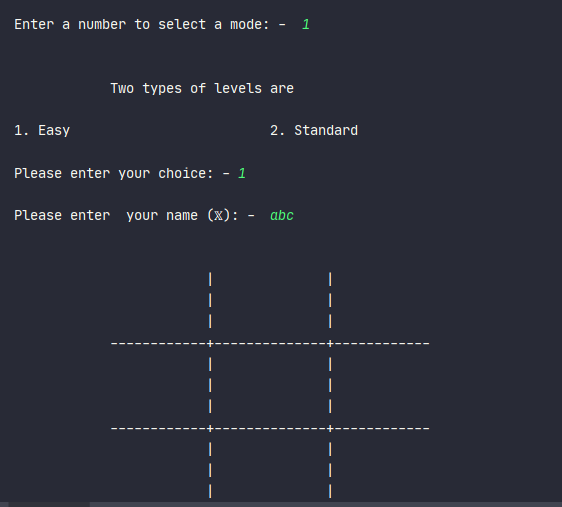 Enter a number to select a mode: - 1
Two types of levels are
1. Easy 2. Standard
Please enter your choice: - 1
Please enter  your name (𝕏): - abc
| |
| |
| |
------------+--------------+------------
| |
| |
| |
------------+--------------+------------
| |
| |
| |